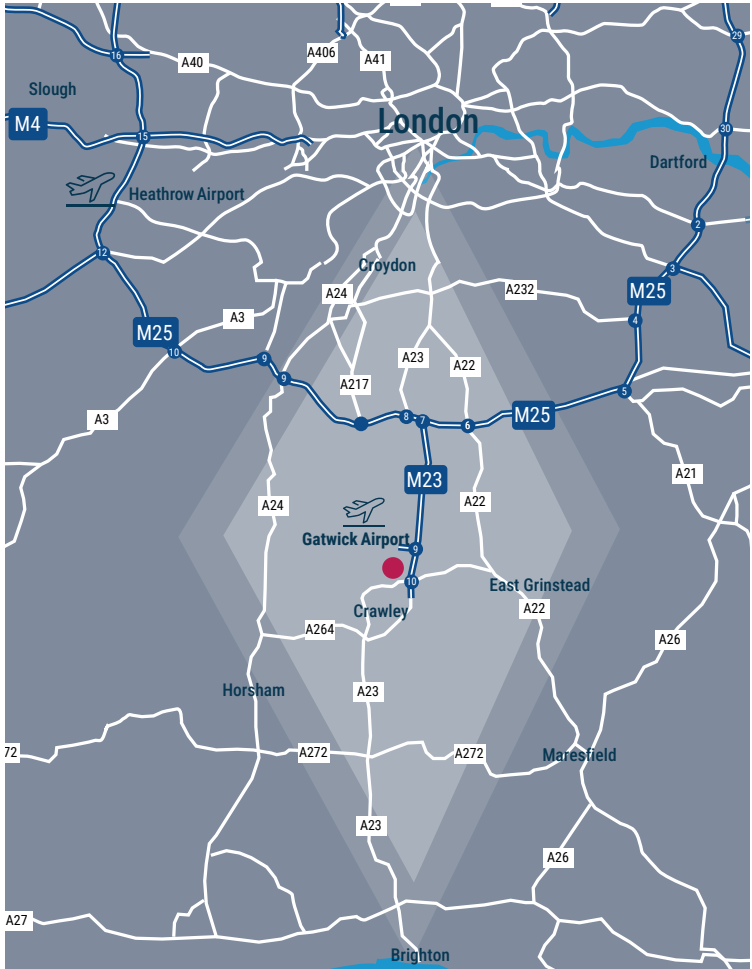 29
A406
A41
16
A40
Slough
London
M4
30
15
Dartford
Heathrow Airport
2
12
Croydon
3
A24
A232
M25
A3
4
M25
10
9
A23
A22
9
A217
5
8
7
M25
6
A3
A21
M23
A24
A22
Gatwick Airport
9
10
East Grinstead
Crawley
A22
A264
A26
Horsham
A23
72
A272
A272
Maresfield
A23
A26
A27
Brighton